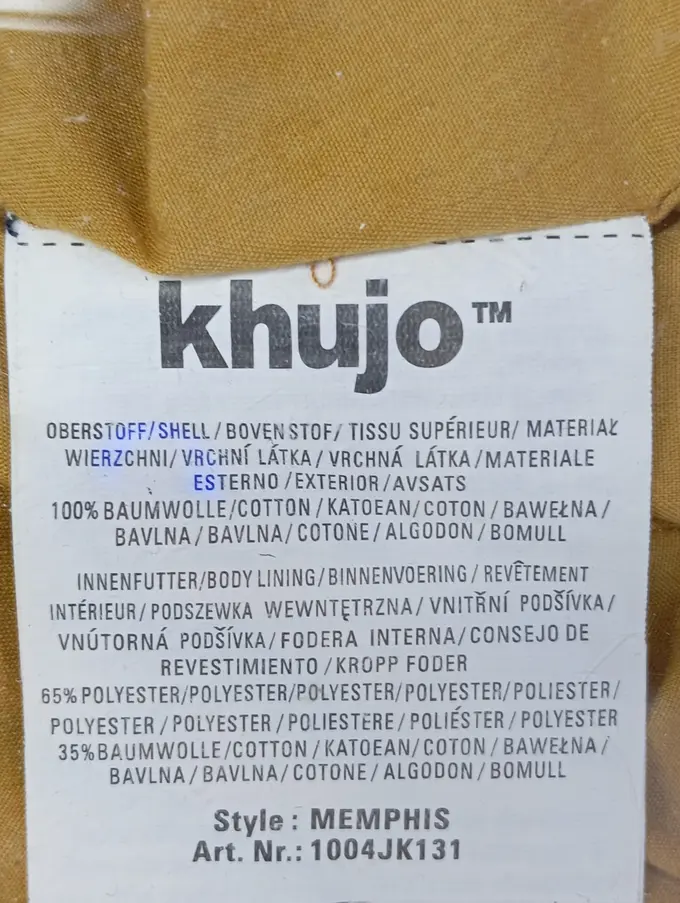 khujo™
OBERSTOFF/SHELL/BOVENSTOF/TISSU SUPÉRIEUR/MATERIAŁ
WIERZCHNI/VRCHNÍ LÁTKA/VRCHNÁ LÁTKA/MATERIALE
ESTERNO/EXTERIOR/AVSATS
100% BAUMWOLLE/COTTON/KATOEAN/COTON/BAWEŁNA/
BAVLNA/BAVLNA/COTONE/ALGODON/BOMULL
INNENFUTTER/BODY LINING/BINNENVOERING/REVÊTEMENT
INTÉRIEUR/PODSZEWKA WEWNTĘTRZNA/VNITŘNÍ PODŠÍVKA/
VNÚTORNÁ PODŠÍVKA/FODERA INTERNA/CONSEJO DE
REVESTIMIENTO/KROPP FODER
65% POLYESTER/POLYESTER/POLYESTER/POLYESTER/POLIESTER/
POLYESTER/POLYESTER/POLIESTERE/POLIÉSTER/POLYESTER
35% BAUMWOLLE/COTTON/KATOEAN/COTON/BAWEŁNA/
BAVLNA/BAVLNA/COTONE/ALGODON/BOMULL
Style: MEMPHIS
Art. Nr.: 1004JK131